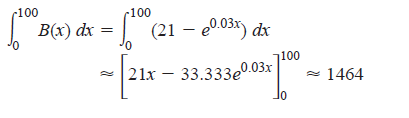 ∫₀¹⁰⁰ B(x) dx = ∫₀¹⁰⁰ (21 − e^{0.03x}) dx
≈ [21x − 33.333e^{0.03x}]₀¹⁰⁰ ≈ 1464